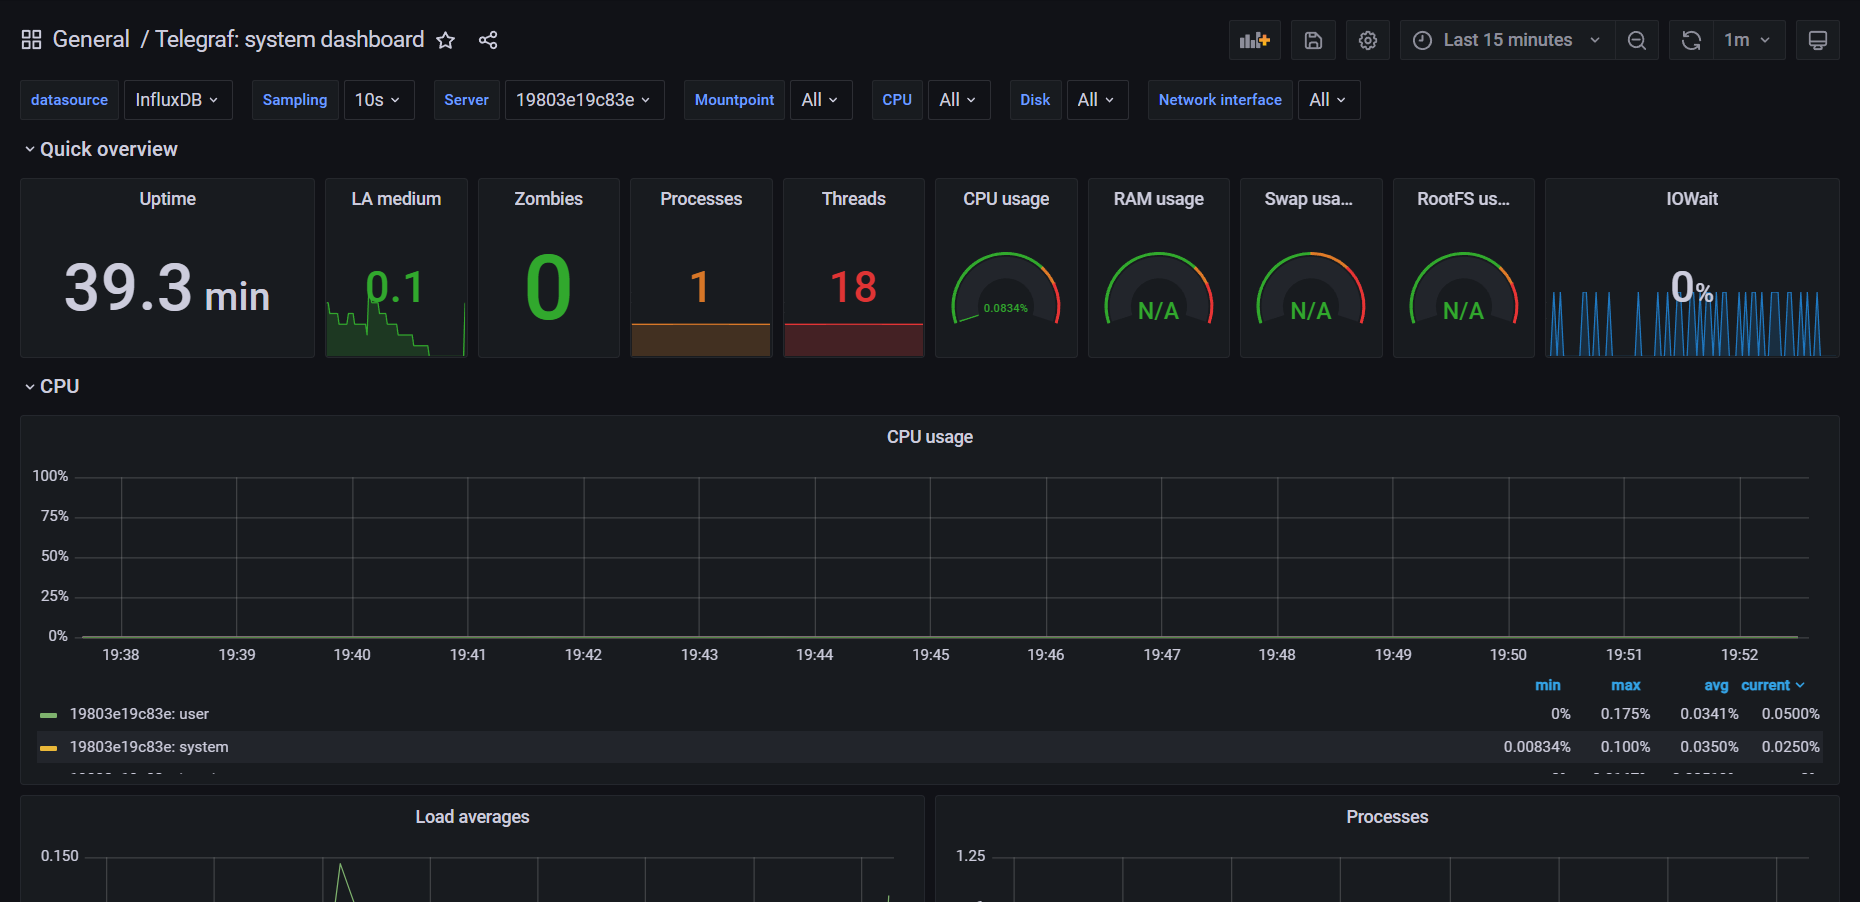 General / Telegraf: system dashboard
Last 15 minutes
1m
datasource InfluxDB Sampling 10s Server 19803e19c83e Mountpoint All CPU All Disk All Network interface All
Quick overview
Uptime LA medium Zombies Processes Threads CPU usage RAM usage Swap usa... RootFS us... IOWait
39.3 min 0.1 0 1 18 0.0834% N/A N/A N/A 0%
CPU
CPU usage
100%
75%
50%
25%
0%
19:38 19:39 19:40 19:41 19:42 19:43 19:44 19:45 19:46 19:47 19:48 19:49 19:50 19:51 19:52
min max avg current
19803e19c83e: user 0% 0.175% 0.0341% 0.0500%
19803e19c83e: system 0.00834% 0.100% 0.0350% 0.0250%
Load averages Processes
0.150 1.25